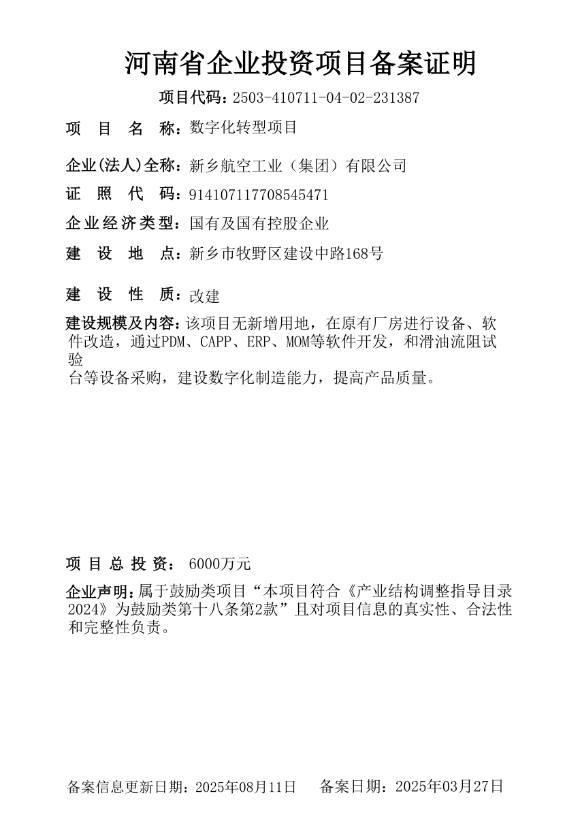 河南省企业投资项目备案证明
项目代码：2503-410711-04-02-231387
项 目 名 称：数字化转型项目
企业(法人)全称：新乡航空工业（集团）有限公司
证 照 代 码：914107117708545471
企业经济类型：国有及国有控股企业
建 设 地 点：新乡市牧野区建设中路168号
建 设 性 质：改建
建设规模及内容：该项目无新增用地，在原有厂房进行设备、软
件改造，通过PDM、CAPP、ERP、MOM等软件开发，和滑油流阻试
验
台等设备采购，建设数字化制造能力，提高产品质量。
项 目 总 投 资： 6000万元
企业声明：属于鼓励类项目“本项目符合《产业结构调整指导目录
2024》为鼓励类第十八条第2款”且对项目信息的真实性、合法性
和完整性负责。
备案信息更新日期：2025年08月11日 备案日期：2025年03月27日